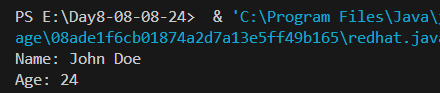 PS E:\Day8-08-08-24>  & 'C:\Program Files\Java\
age\08ade1f6cb01874a2d7a13e5ff49b165\redhat.jav
Name: John Doe
Age: 24